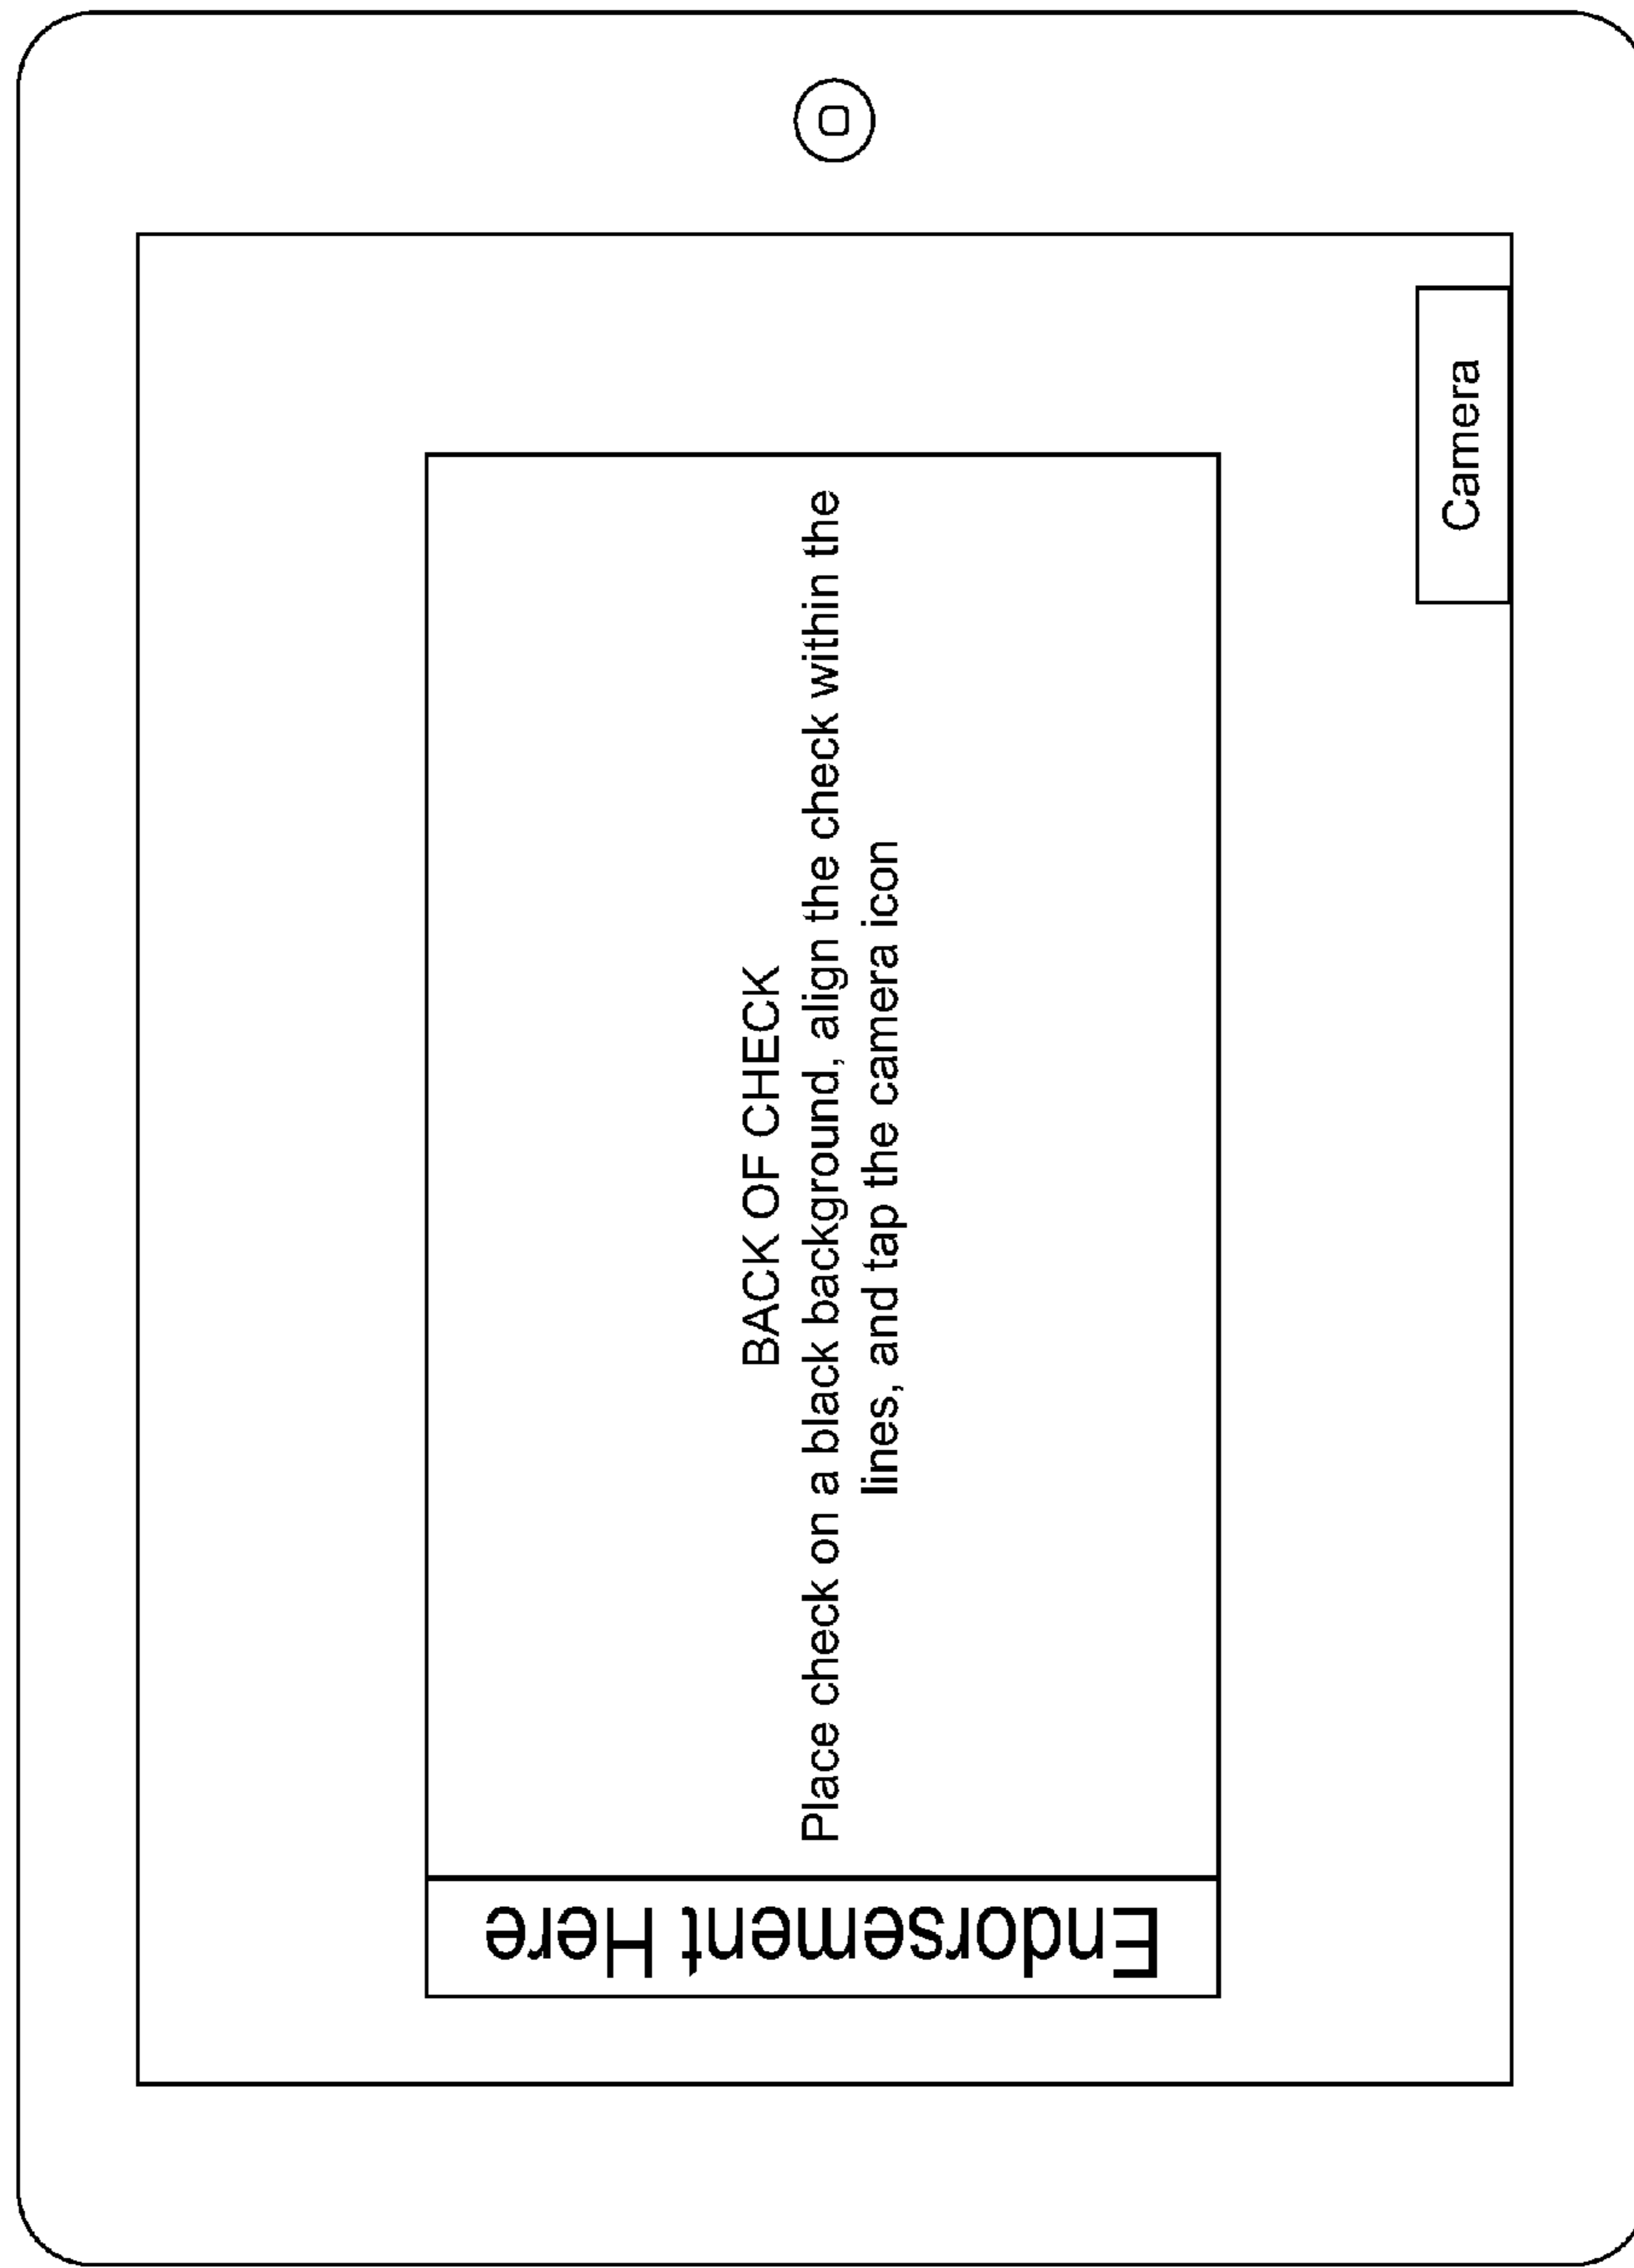 BACK OF CHECK
Place check on a black background, align the check within the
lines, and tap the camera icon
Endorsement Here
Camera